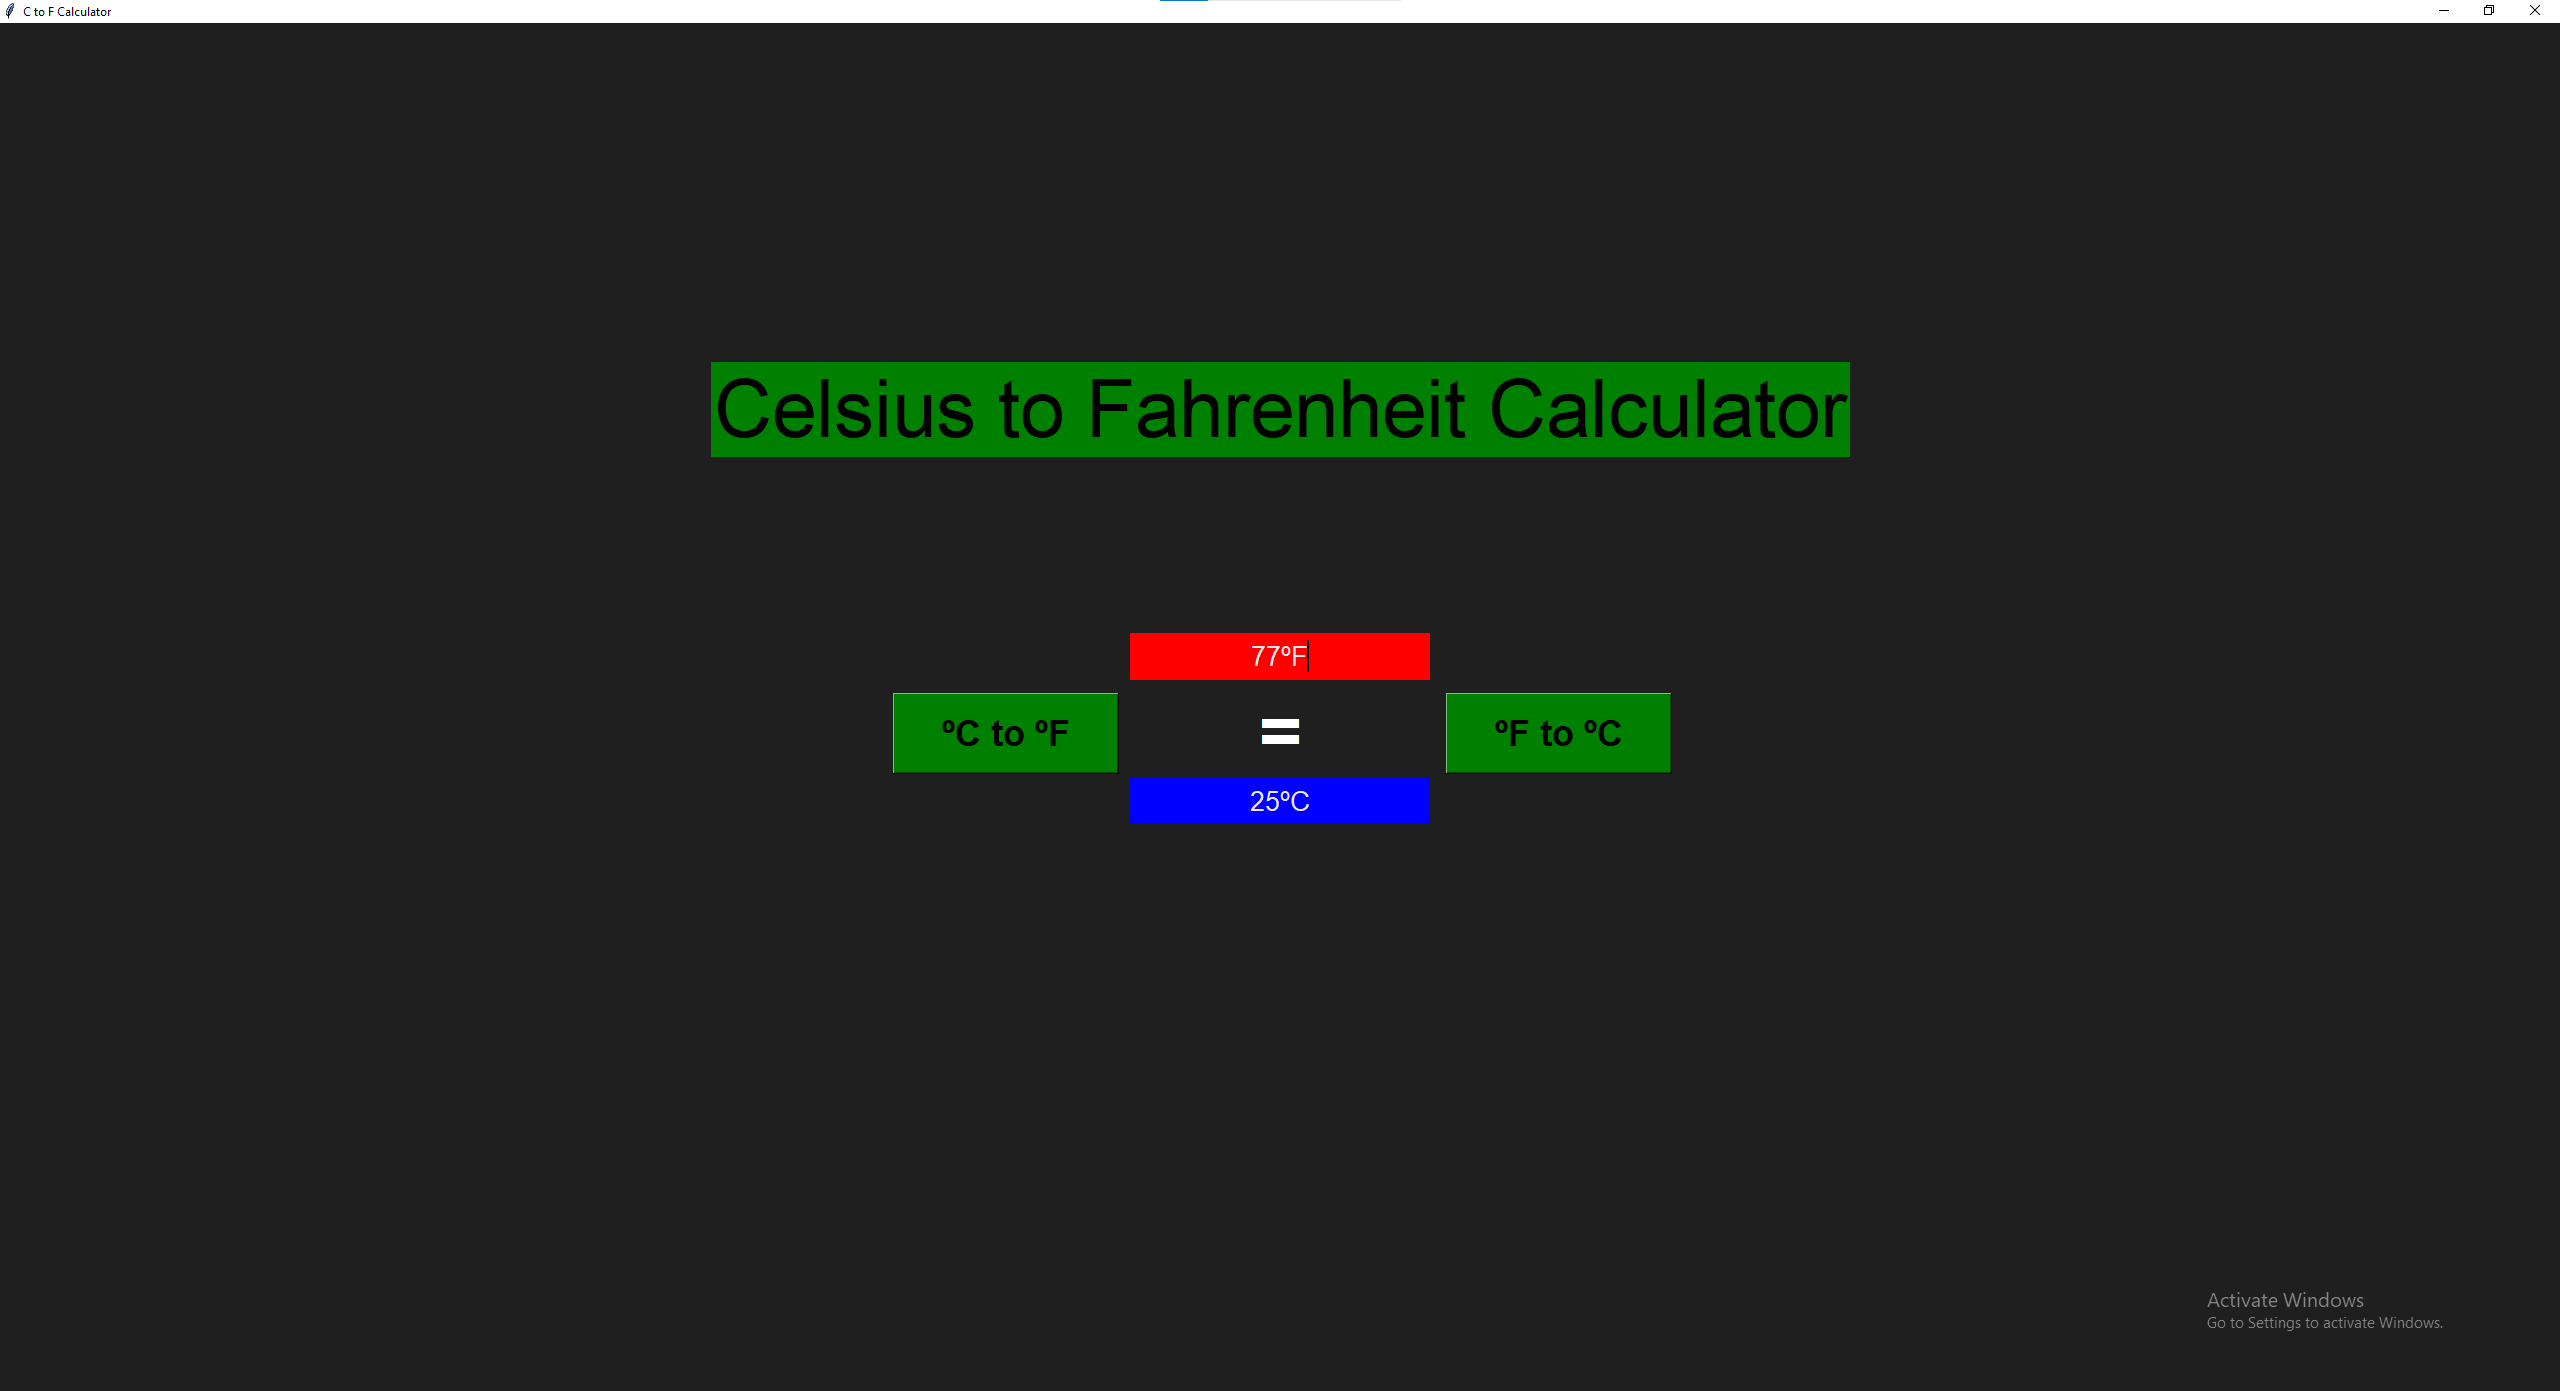 C to F Calculator
Celsius to Fahrenheit Calculator
77ºF
ºC to ºF
=
ºF to ºC
25ºC
Activate Windows
Go to Settings to activate Windows.